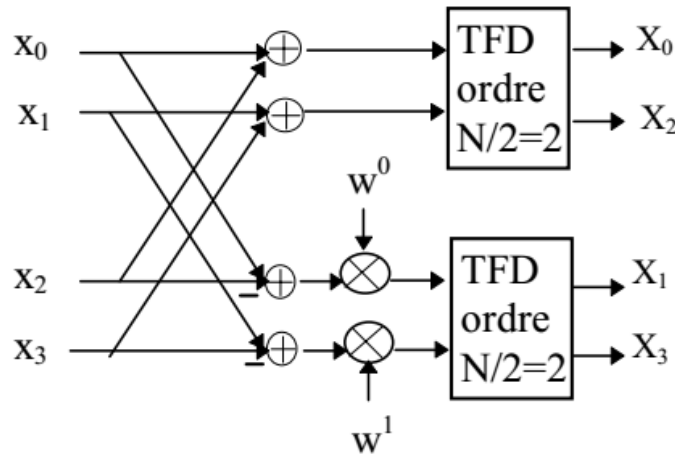 x₀
TFD
ordre
N/2=2
X₀
x₁
X₂
w⁰
x₂
TFD
ordre
N/2=2
X₁
x₃
X₃
w¹